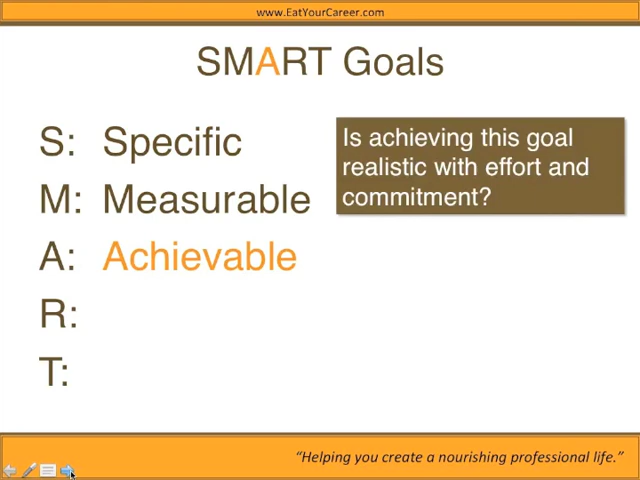 www.EatYourCareer.com
SMART Goals
S: Specific
M: Measurable
A: Achievable
R:
T:
Is achieving this goal
realistic with effort and
commitment?
“Helping you create a nourishing professional life.”